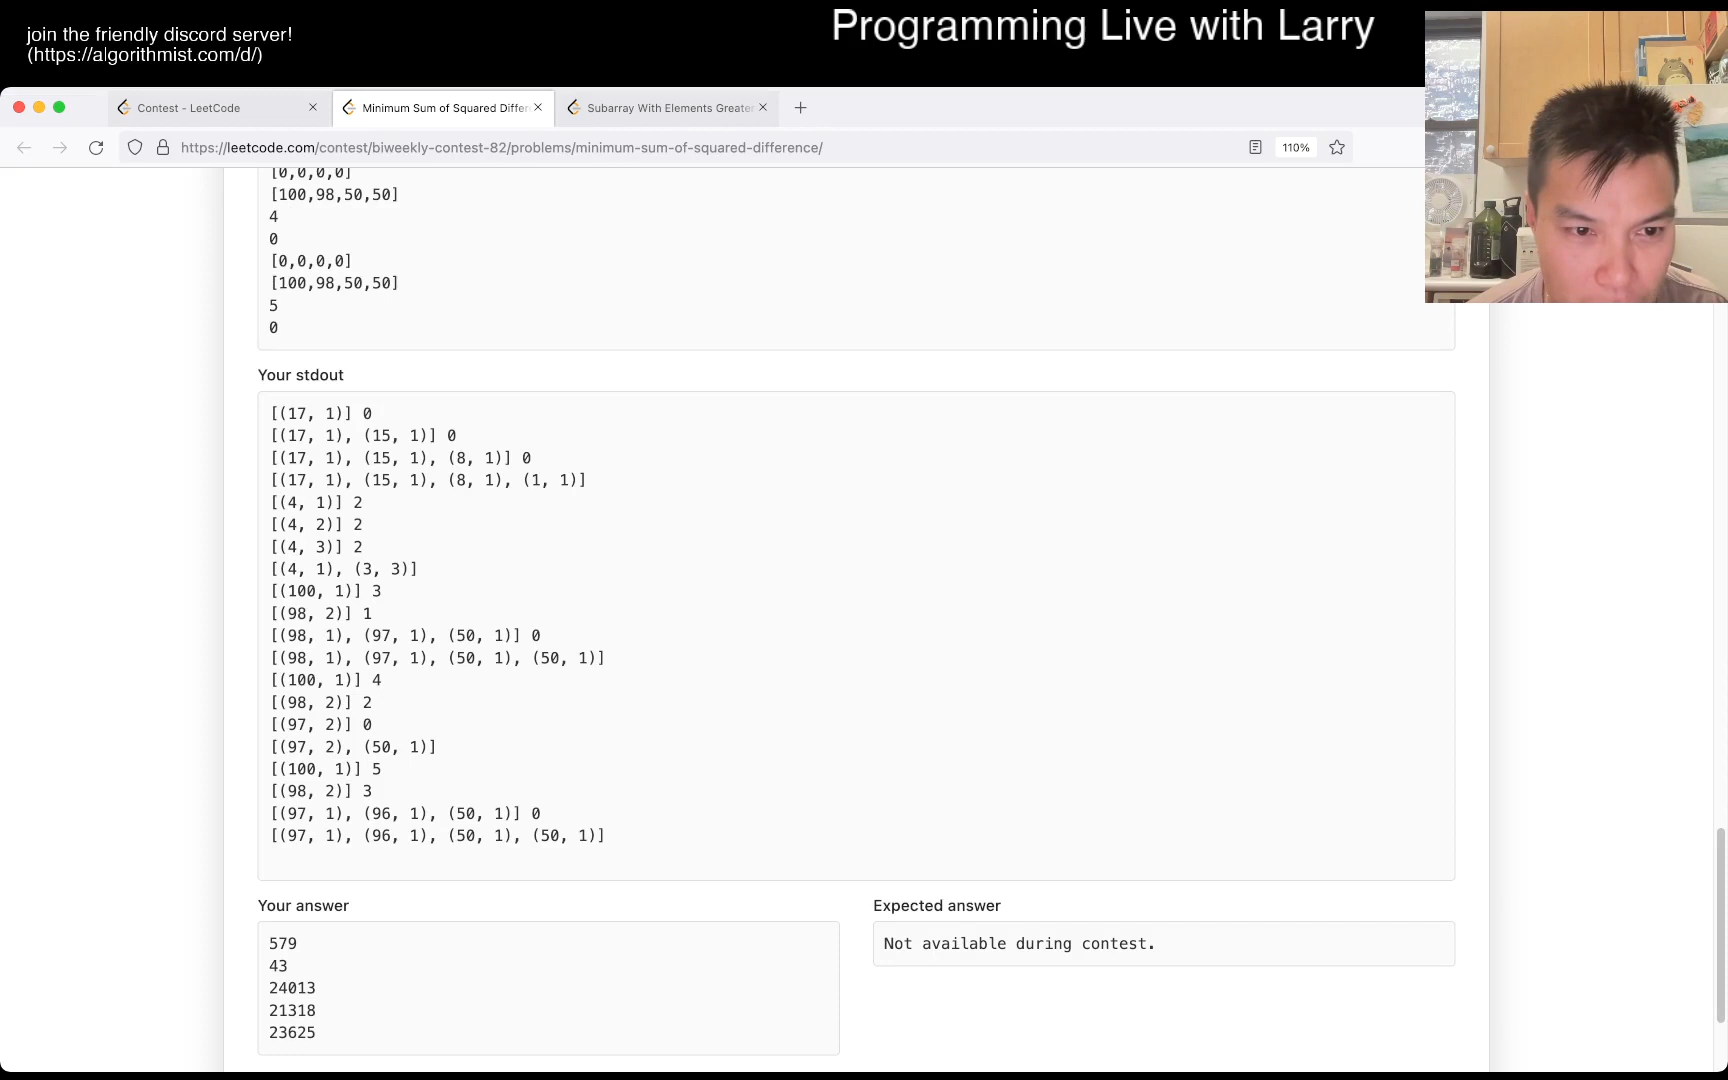 join the friendly discord server!
(https://algorithmist.com/d/)
Programming Live with Larry
Contest - LeetCode
Minimum Sum of Squared Differ
Subarray With Elements Greater
https://leetcode.com/contest/biweekly-contest-82/problems/minimum-sum-of-squared-difference/
110%
[0,0,0,0]
[100,98,50,50]
4
0
[0,0,0,0]
[100,98,50,50]
5
0
Your stdout
[(17, 1)] 0
[(17, 1), (15, 1)] 0
[(17, 1), (15, 1), (8, 1)] 0
[(17, 1), (15, 1), (8, 1), (1, 1)]
[(4, 1)] 2
[(4, 2)] 2
[(4, 3)] 2
[(4, 1), (3, 3)]
[(100, 1)] 3
[(98, 2)] 1
[(98, 1), (97, 1), (50, 1)] 0
[(98, 1), (97, 1), (50, 1), (50, 1)]
[(100, 1)] 4
[(98, 2)] 2
[(97, 2)] 0
[(97, 2), (50, 1)]
[(100, 1)] 5
[(98, 2)] 3
[(97, 1), (96, 1), (50, 1)] 0
[(97, 1), (96, 1), (50, 1), (50, 1)]
Your answer
579
43
24013
21318
23625
Expected answer
Not available during contest.